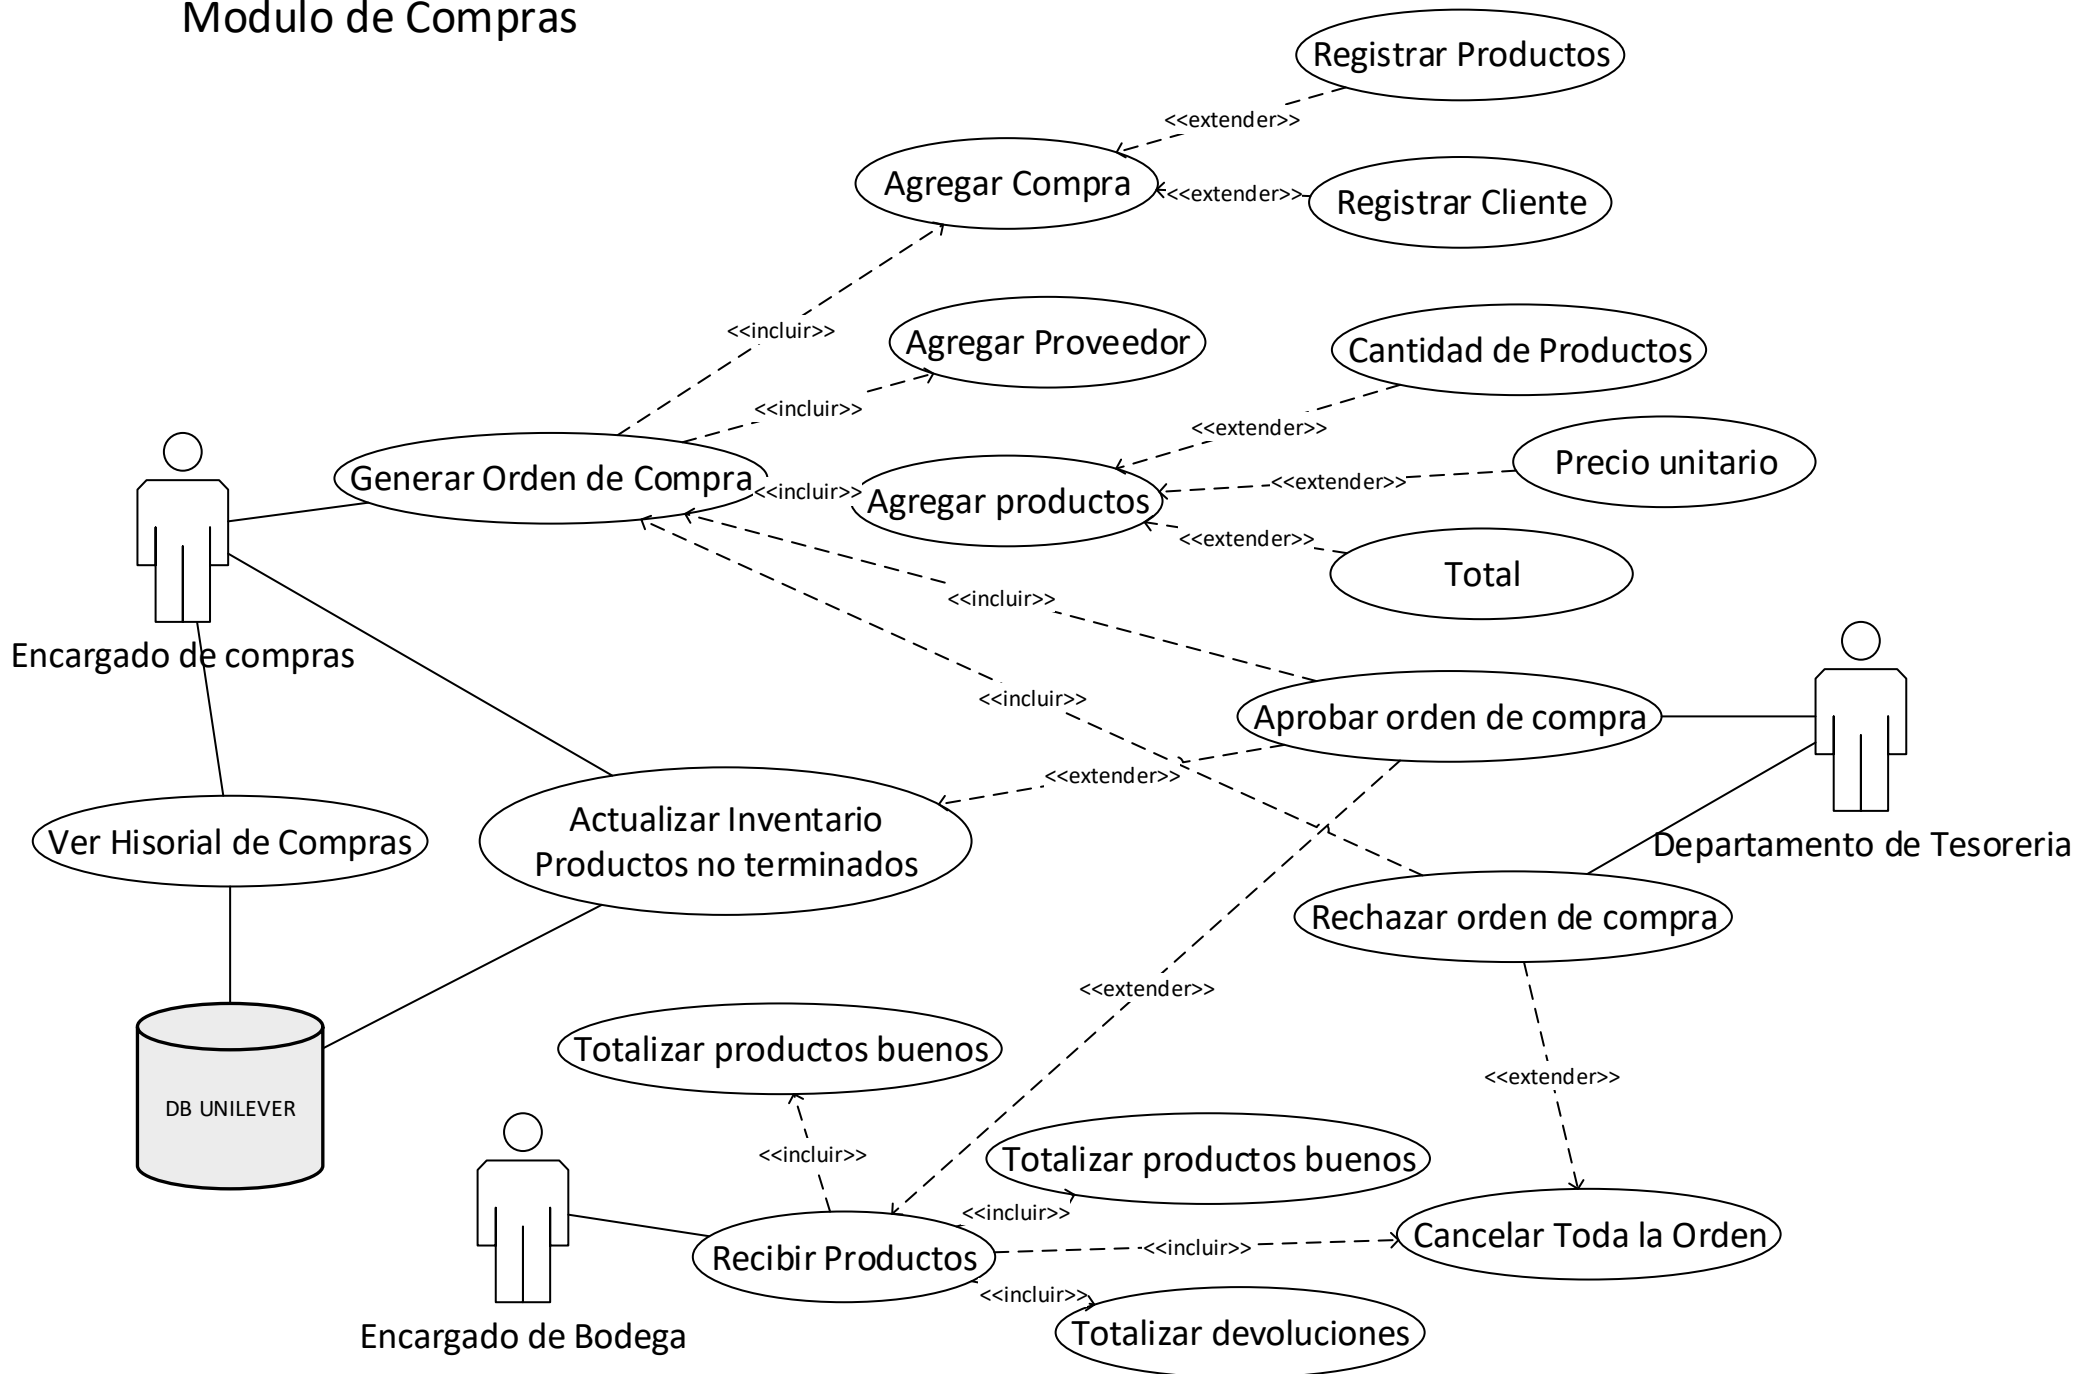 Modulo de Compras
Registrar Productos
<<extender>>
Agregar Compra
<<extender>>
Registrar Cliente
<<incluir>>
Agregar Proveedor
Cantidad de Productos
<<incluir>>
<<extender>>
Generar Orden de Compra
<<incluir>>
Agregar productos
<<extender>>
Precio unitario
<<extender>>
Total
<<incluir>>
Encargado de compras
<<incluir>>
Aprobar orden de compra
<<extender>>
Ver Hisorial de Compras
Actualizar Inventario
Productos no terminados
Departamento de Tesoreria
Rechazar orden de compra
<<extender>>
Totalizar productos buenos
<<extender>>
DB UNILEVER
<<incluir>>
Totalizar productos buenos
<<incluir>>
Recibir Productos
<<incluir>>
Cancelar Toda la Orden
<<incluir>>
Encargado de Bodega
Totalizar devoluciones